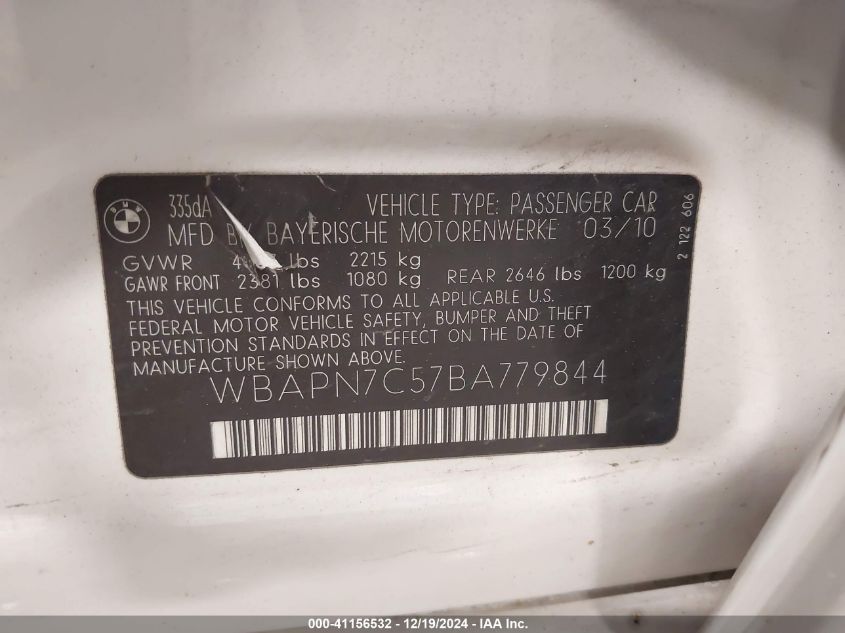 BMW
335dA VEHICLE TYPE: PASSENGER CAR
MFD BAYERISCHE MOTORENWERKE 03/10
GVWR lbs 2215 kg
GAWR FRONT 2381 lbs 1080 kg REAR 2646 lbs 1200 kg
THIS VEHICLE CONFORMS TO ALL APPLICABLE U.S.
FEDERAL MOTOR VEHICLE SAFETY, BUMPER AND THEFT
PREVENTION STANDARDS IN EFFECT ON THE DATE OF
MANUFACTURE SHOWN ABOVE.
WBAPN7C57BA779844
2 122 606
000-41156532 - 12/19/2024 - IAA Inc.